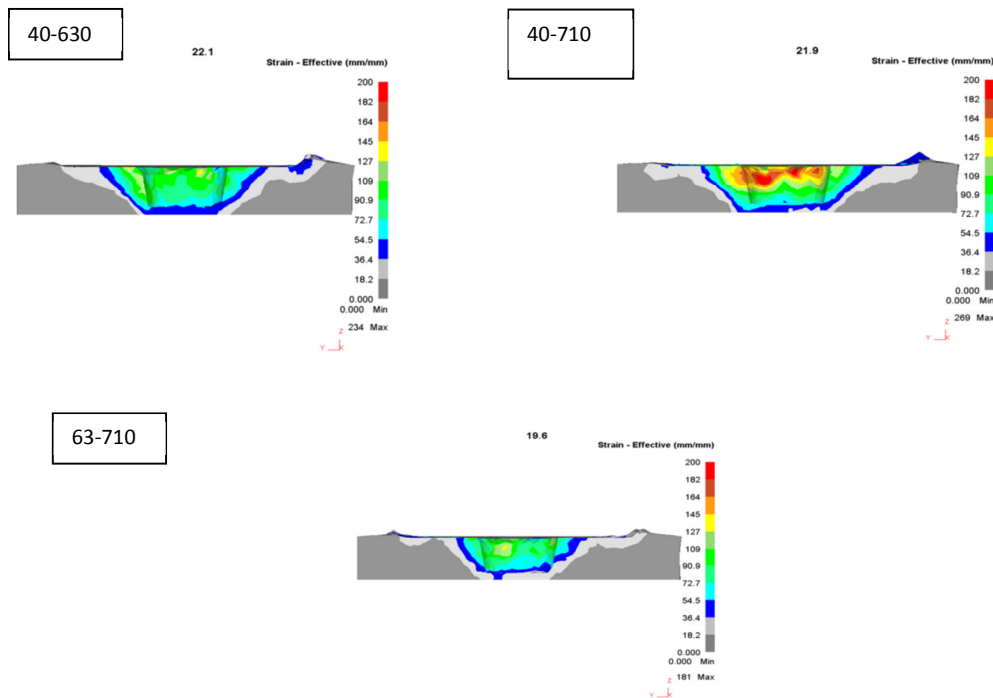 40-630
22.1
Strain - Effective (mm/mm)
200
182
164
145
127
109
90.9
72.7
54.5
36.4
18.2
0.000
0.000 Min
234 Max
Z
Y X
40-710
21.9
Strain - Effective (mm/mm)
200
182
164
145
127
109
90.9
72.7
54.5
36.4
18.2
0.000
0.000 Min
269 Max
Z
Y X
63-710
19.6
Strain - Effective (mm/mm)
200
182
164
145
127
109
90.9
72.7
54.5
36.4
18.2
0.000
0.000 Min
181 Max
Z
Y X